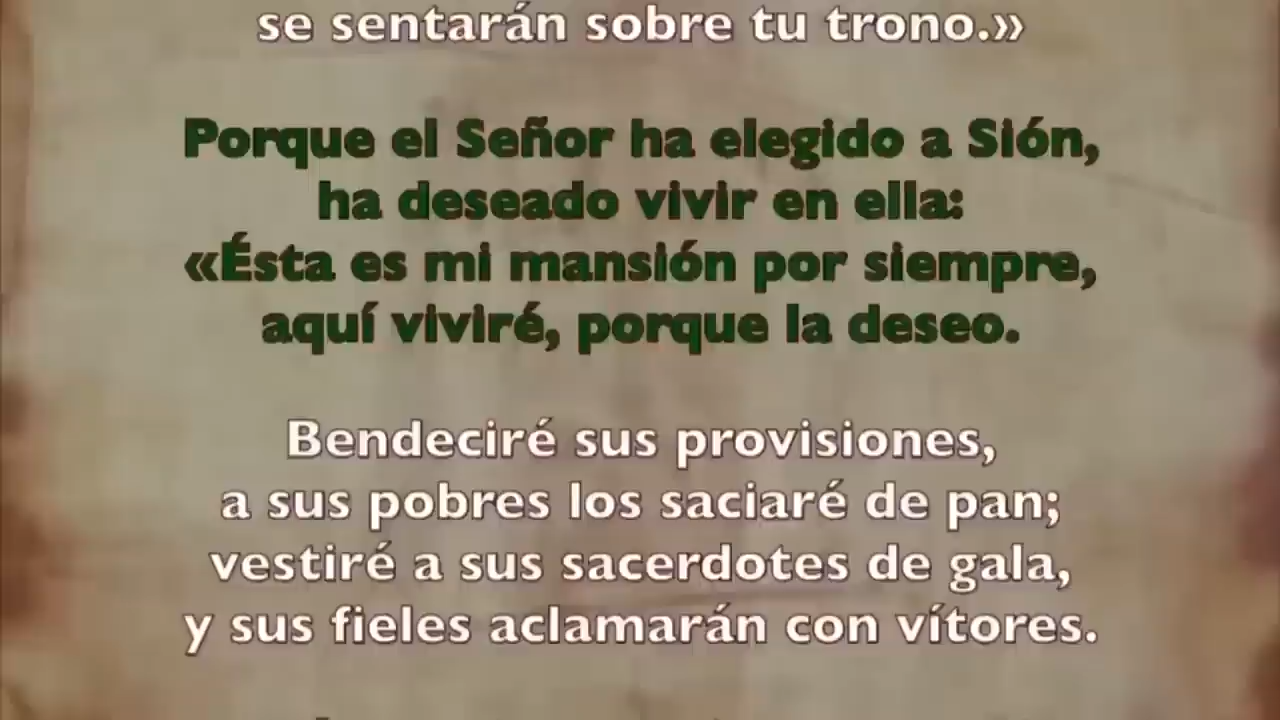 se sentarán sobre tu trono.»
Porque el Señor ha elegido a Sión,
ha deseado vivir en ella:
«Ésta es mi mansión por siempre,
aquí viviré, porque la deseo.
Bendeciré sus provisiones,
a sus pobres los saciaré de pan;
vestiré a sus sacerdotes de gala,
y sus fieles aclamarán con vítores.